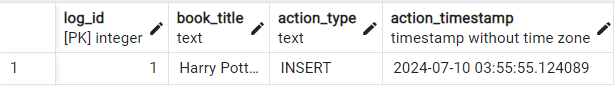 log_id book_title action_type action_timestamp
[PK] integer text text timestamp without time zone
1 1 Harry Pott... INSERT 2024-07-10 03:55:55.124089